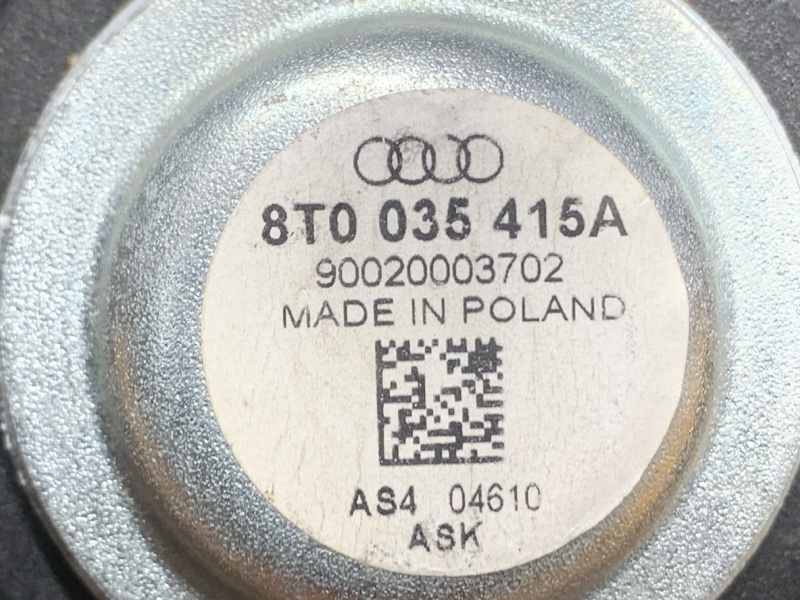 8T0 035 415A
90020003702
MADE IN POLAND
AS4 04610
ASK